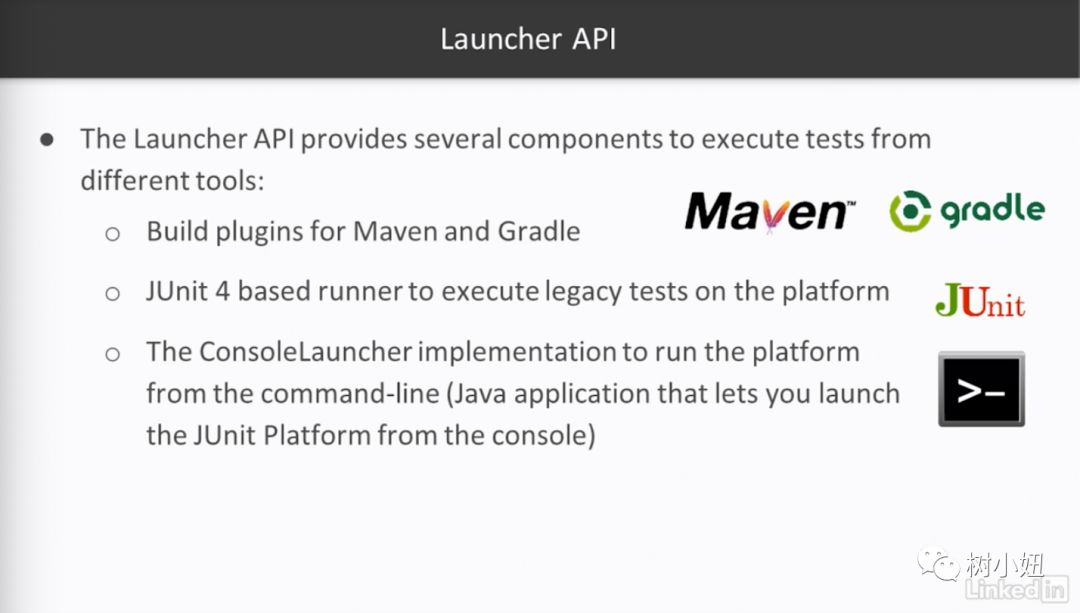 Launcher API
● The Launcher API provides several components to execute tests from
different tools:
○ Build plugins for Maven and Gradle
Maven™
gradle
○ JUnit 4 based runner to execute legacy tests on the platform
JUnit
○ The ConsoleLauncher implementation to run the platform
from the command-line (Java application that lets you launch
the JUnit Platform from the console)
>–
树小妞
Linked in